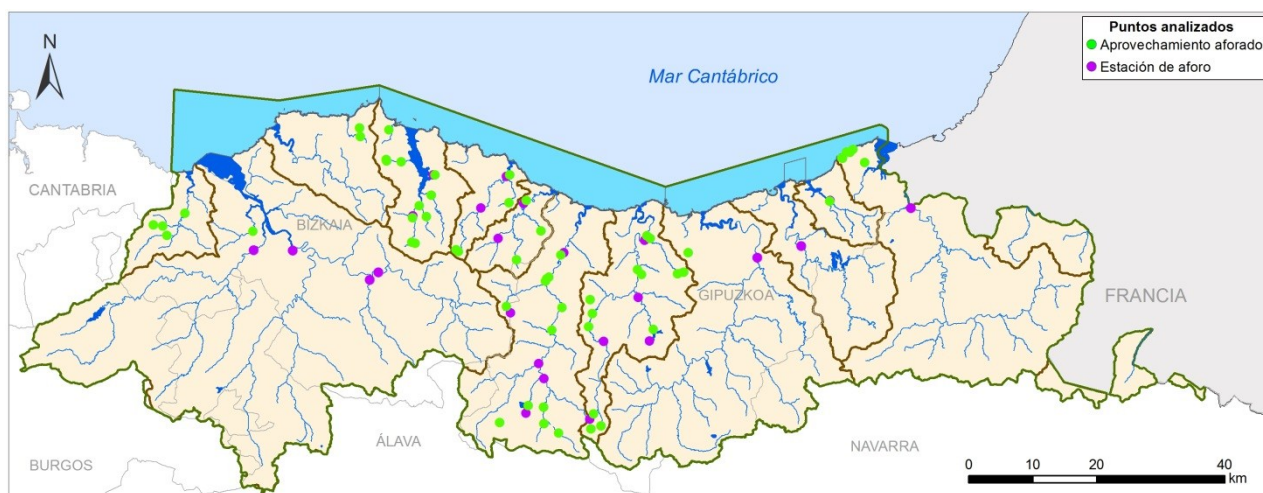 Puntos analizados
Aprovechamiento aforado
Estación de aforo
N
Mar Cantábrico
CANTABRIA
BIZKAIA
GIPUZKOA
FRANCIA
ÁLAVA
NAVARRA
BURGOS
0 10 20 40
km